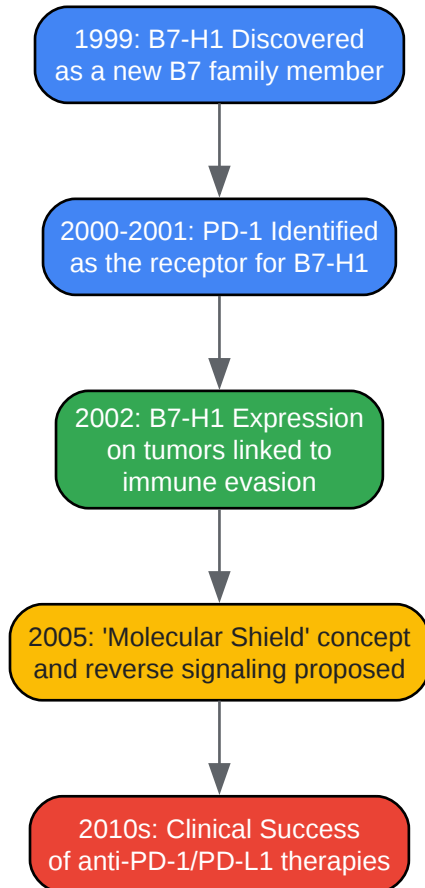 1999: B7-H1 Discovered
as a new B7 family member
2000-2001: PD-1 Identified
as the receptor for B7-H1
2002: B7-H1 Expression
on tumors linked to
immune evasion
2005: 'Molecular Shield' concept
and reverse signaling proposed
2010s: Clinical Success
of anti-PD-1/PD-L1 therapies